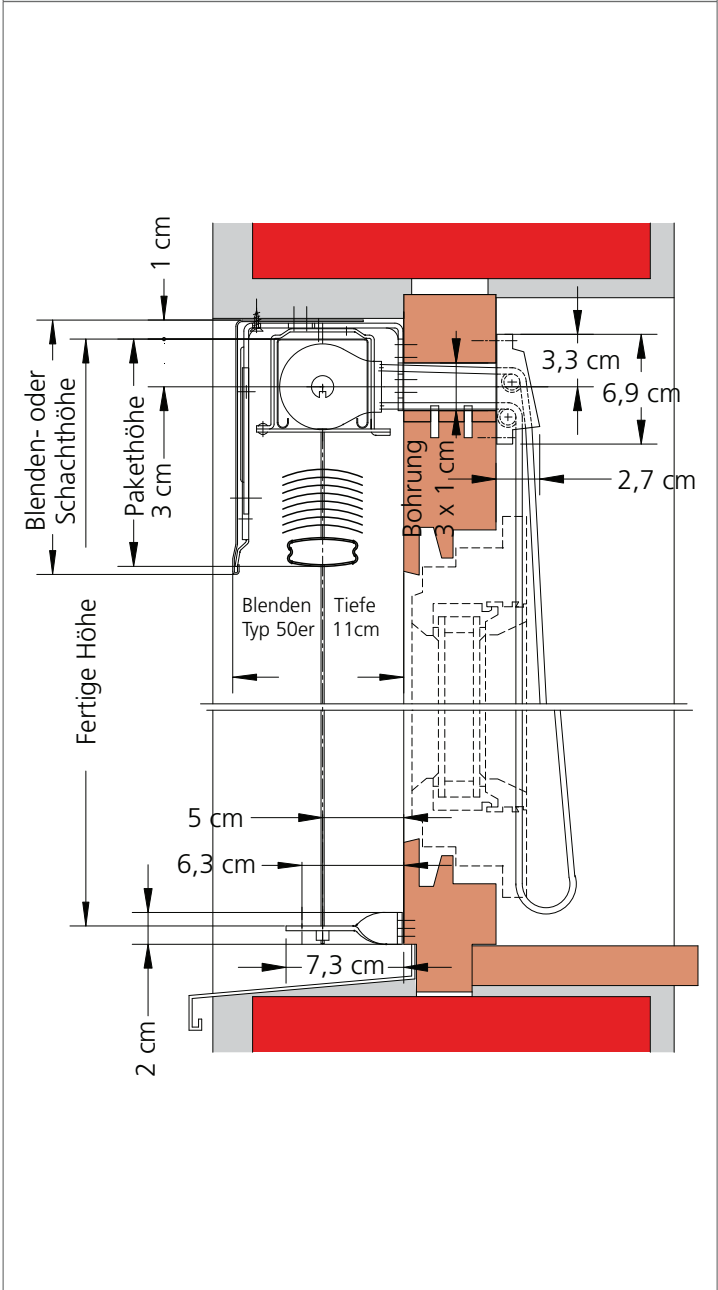 1 cm
Blenden- oder
Schachthöhe
Pakethöhe
3 cm
3,3 cm
6,9 cm
2,7 cm
Bohrung
3 x 1 cm
Blenden Tiefe
Typ 50er 11cm
Fertige Höhe
5 cm
6,3 cm
7,3 cm
2 cm